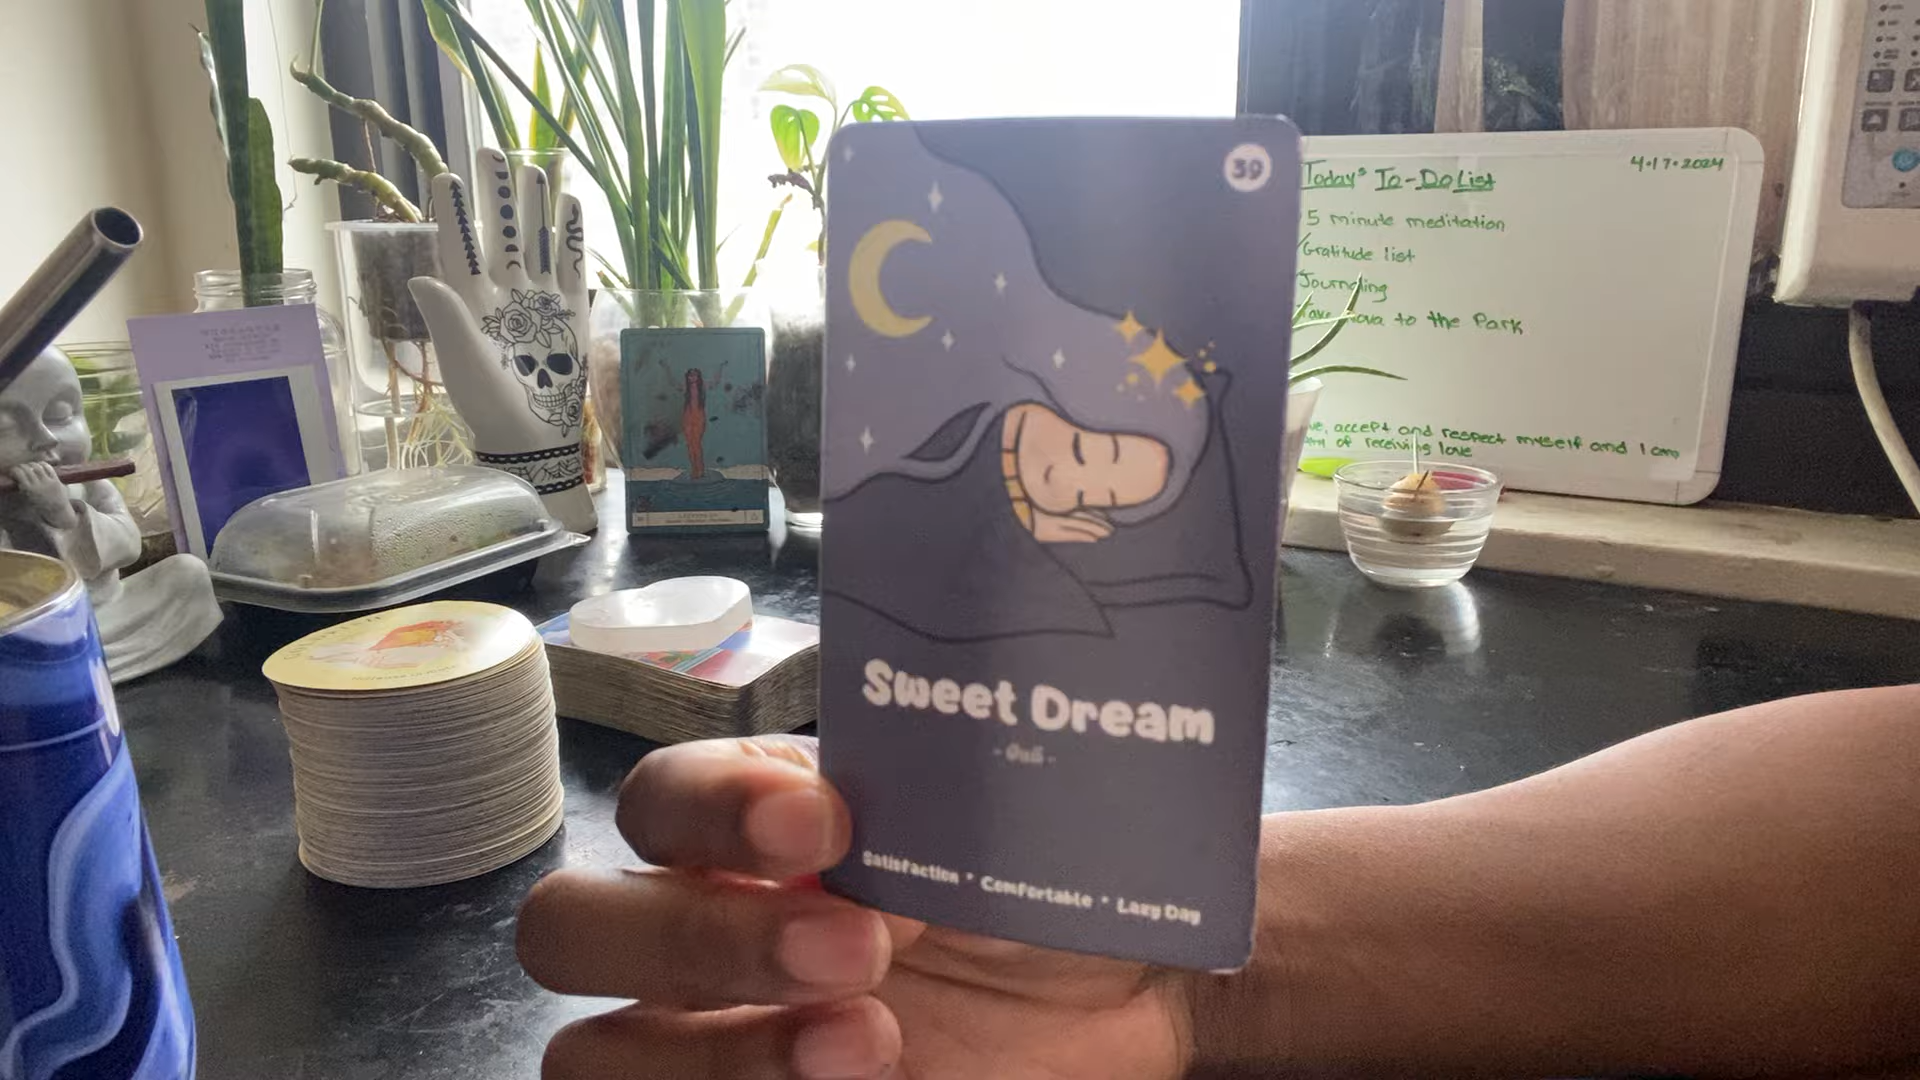 39
Sweet Dream
Satisfaction * Comfortable * Lazy Day
Today's To-Do List
4.17.2024
5 minute meditation
Gratitude list
Journaling
to the Park
accept and respect myself and I am
of receiving love